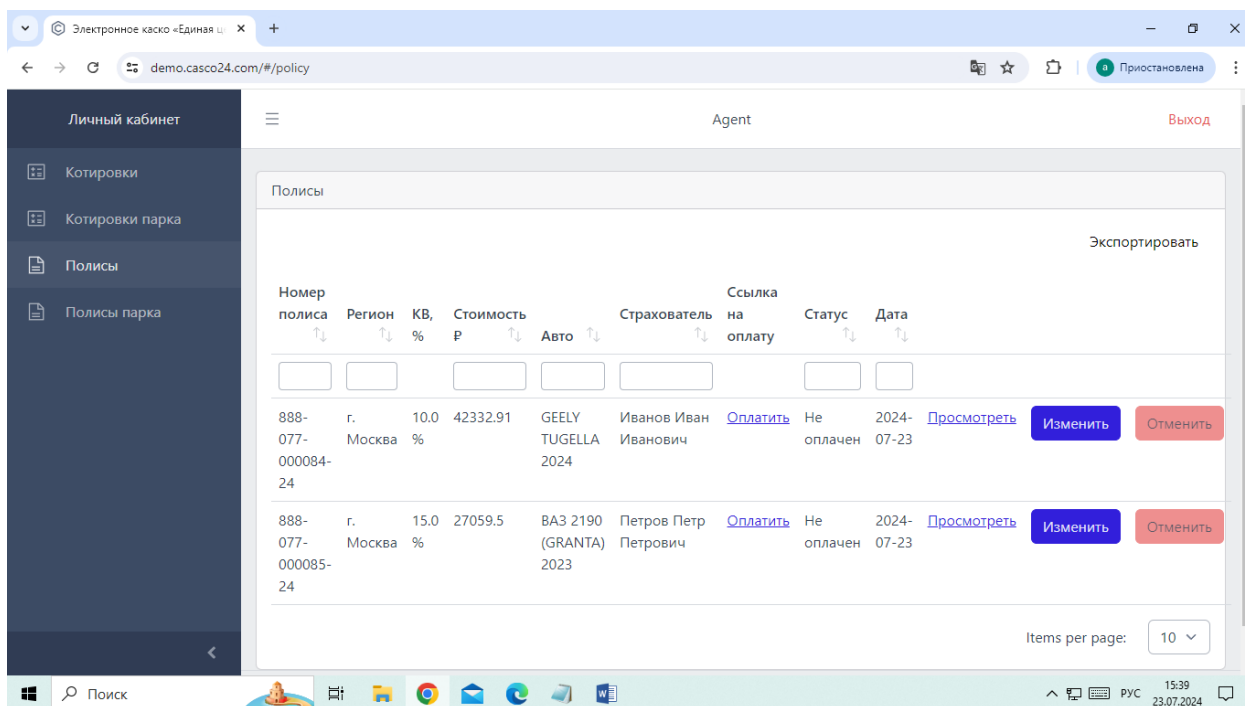 Электронное каско «Единая ц
demo.casco24.com/#/policy
a Приостановлена
Личный кабинет
Agent
Выход
Котировки
Котировки парка
Полисы
Полисы парка
Полисы
Экспортировать
Номер полиса
Регион
КВ, %
Стоимость ₽
Авто
Страхователь
Ссылка на оплату
Статус
Дата
888-077-000084-24
г. Москва
10.0 %
42332.91
GEELY TUGELLA 2024
Иванов Иван Иванович
Оплатить
Не оплачен
2024-07-23
Просмотреть
Изменить
Отменить
888-077-000085-24
г. Москва
15.0 %
27059.5
ВАЗ 2190 (GRANTA) 2023
Петров Петр Петрович
Оплатить
Не оплачен
2024-07-23
Просмотреть
Изменить
Отменить
Items per page: 10
Поиск
РУС
15:39
23.07.2024